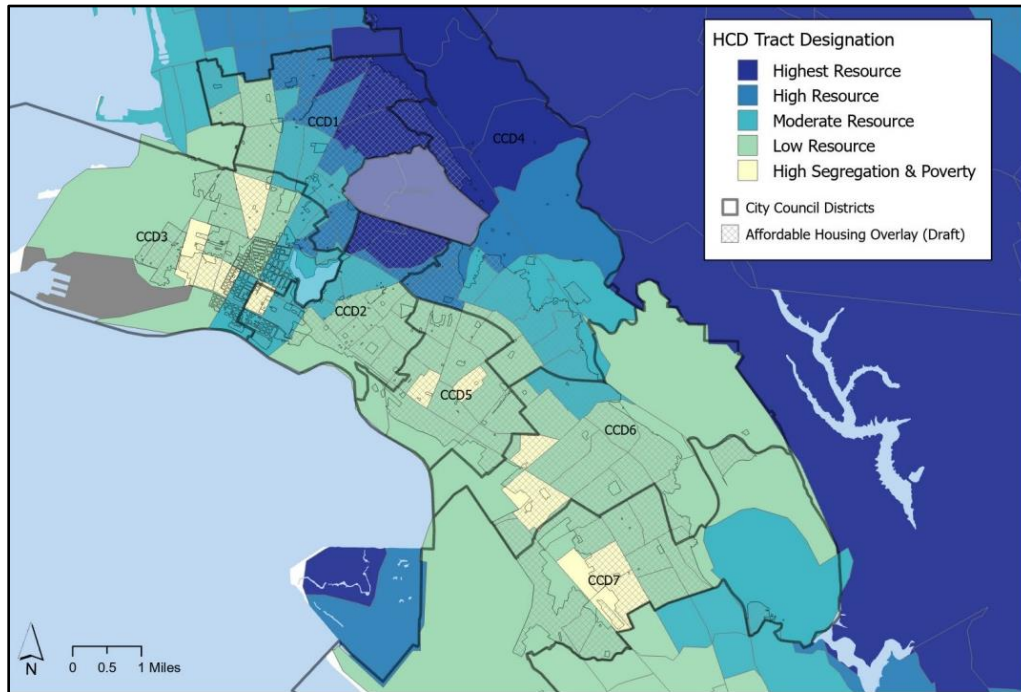 HCD Tract Designation
Highest Resource
High Resource
Moderate Resource
Low Resource
High Segregation & Poverty
City Council Districts
Affordable Housing Overlay (Draft)
CCD1
CCD4
CCD3
CCD2
CCD5
CCD6
CCD7
N
0 0.5 1 Miles